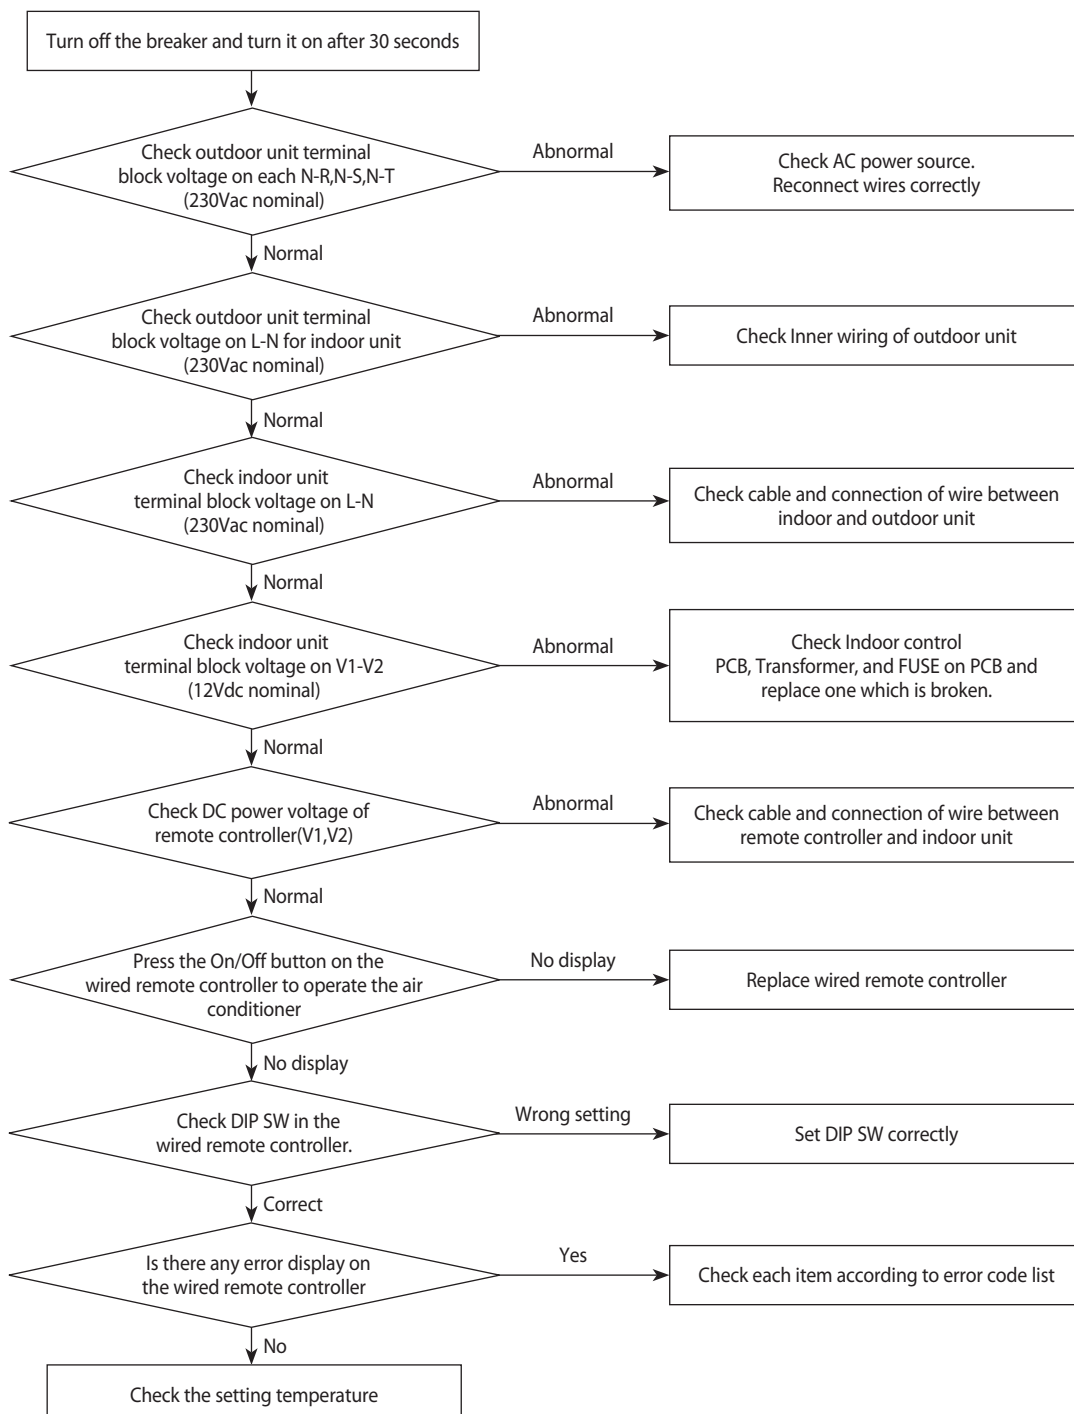 Turn off the breaker and turn it on after 30 seconds
Check outdoor unit terminal
block voltage on each N-R,N-S,N-T
(230Vac nominal)
Abnormal
Check AC power source.
Reconnect wires correctly
Normal
Check outdoor unit terminal
block voltage on L-N for indoor unit
(230Vac nominal)
Abnormal
Check Inner wiring of outdoor unit
Normal
Check indoor unit
terminal block voltage on L-N
(230Vac nominal)
Abnormal
Check cable and connection of wire between
indoor and outdoor unit
Normal
Check indoor unit
terminal block voltage on V1-V2
(12Vdc nominal)
Abnormal
Check Indoor control
PCB, Transformer, and FUSE on PCB and
replace one which is broken.
Normal
Check DC power voltage of
remote controller(V1,V2)
Abnormal
Check cable and connection of wire between
remote controller and indoor unit
Normal
Press the On/Off button on the
wired remote controller to operate the air
conditioner
No display
Replace wired remote controller
No display
Check DIP SW in the
wired remote controller.
Wrong setting
Set DIP SW correctly
Correct
Is there any error display on
the wired remote controller
Yes
Check each item according to error code list
No
Check the setting temperature